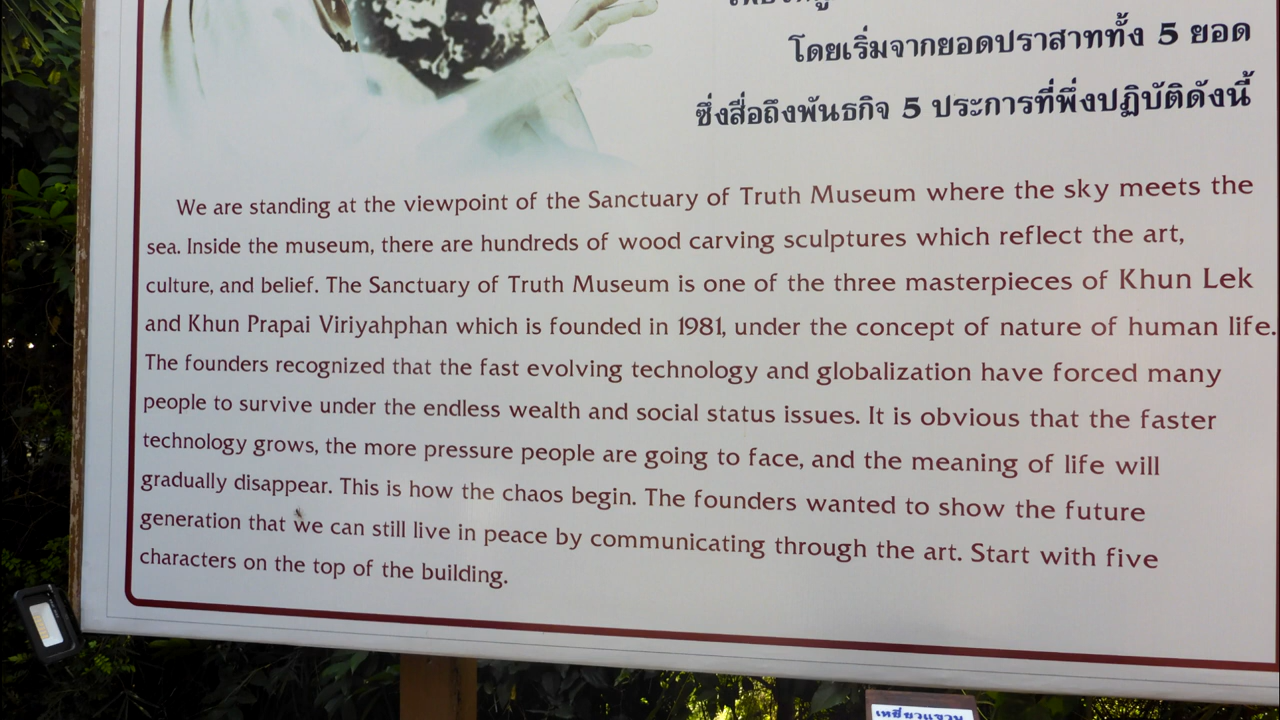 โดยเริ่มจากยอดปราสาททั้ง 5 ยอด
ซึ่งสื่อถึงพันธกิจ 5 ประการที่พึ่งปฏิบัติดังนี้
We are standing at the viewpoint of the Sanctuary of Truth Museum where the sky meets the
sea. Inside the museum, there are hundreds of wood carving sculptures which reflect the art,
culture, and belief. The Sanctuary of Truth Museum is one of the three masterpieces of Khun Lek
and Khun Prapai Viriyahphan which is founded in 1981, under the concept of nature of human life.
The founders recognized that the fast evolving technology and globalization have forced many
people to survive under the endless wealth and social status issues. It is obvious that the faster
technology grows, the more pressure people are going to face, and the meaning of life will
gradually disappear. This is how the chaos begin. The founders wanted to show the future
generation that we can still live in peace by communicating through the art. Start with five
characters on the top of the building.